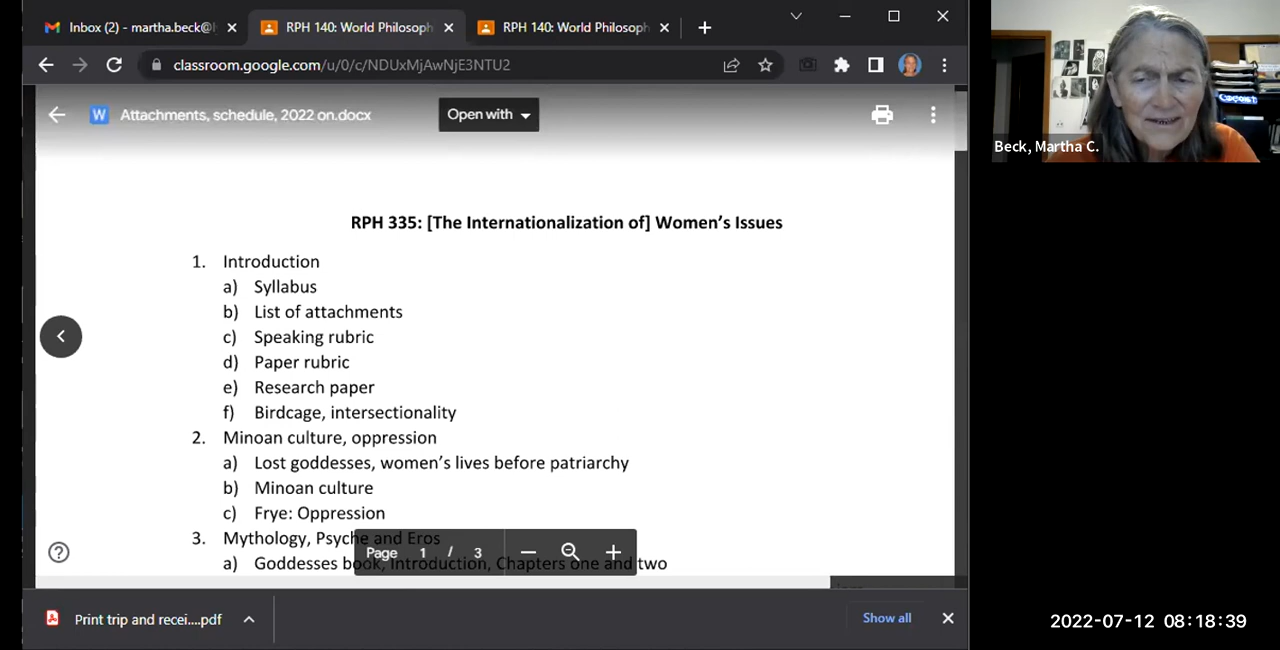 Inbox (2) - martha.beck@l
RPH 140: World Philosoph
RPH 140: World Philosoph
classroom.google.com/u/0/c/NDUxMjAwNjE3NTU2
Attachments, schedule, 2022 on.docx
Open with
Beck, Martha C.
RPH 335: [The Internationalization of] Women's Issues
1. Introduction
a) Syllabus
b) List of attachments
c) Speaking rubric
d) Paper rubric
e) Research paper
f) Birdcage, intersectionality
2. Minoan culture, oppression
a) Lost goddesses, women's lives before patriarchy
b) Minoan culture
c) Frye: Oppression
3. Mythology, Psyche and Eros
Page 1 / 3
a) Goddesses book, Introduction, Chapters one and two
Print trip and recei....pdf
Show all
2022-07-12 08:18:39